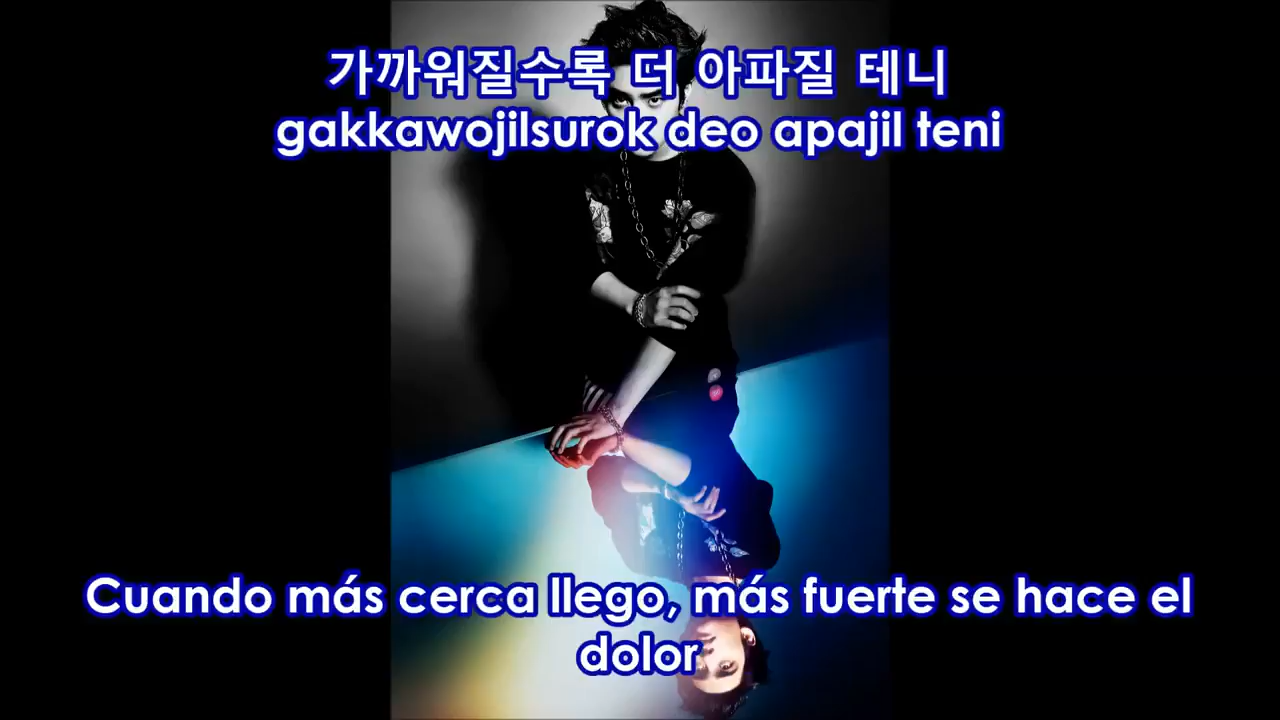 가까워질수록 더 아파질 테니
gakkawojilsurok deo apajil teni
Cuando más cerca llego, más fuerte se hace el
dolor